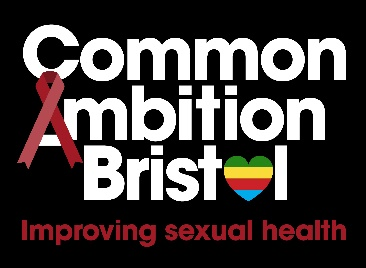 Common
Ambition
Bristol
Improving sexual health